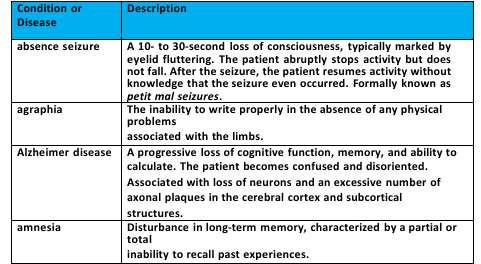 Condition or Description
Disease
absence seizure A 10- to 30-second loss of consciousness, typically marked by
eyelid fluttering. The patient abruptly stops activity but does
not fall. After the seizure, the patient resumes activity without
knowledge that the seizure even occurred. Formally known as
petit mal seizures.
agraphia The inability to write properly in the absence of any physical
problems
associated with the limbs.
Alzheimer disease A progressive loss of cognitive function, memory, and ability to
calculate. The patient becomes confused and disoriented.
Associated with loss of neurons and an excessive number of
axonal plaques in the cerebral cortex and subcortical
structures.
amnesia Disturbance in long-term memory, characterized by a partial or
total
inability to recall past experiences.